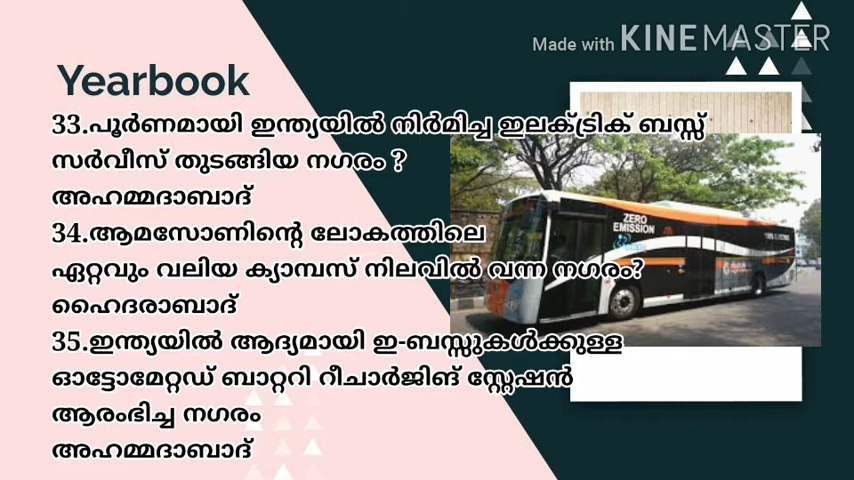 Made with KINEMASTER
Yearbook
33.പൂർണമായി ഇന്ത്യയിൽ നിർമിച്ച ഇലക്ട്രിക് ബസ്സ്
സർവീസ് തുടങ്ങിയ നഗരം ?
അഹമ്മദാബാദ്
34.ആമസോണിന്റെ ലോകത്തിലെ
ഏറ്റവും വലിയ ക്യാമ്പസ് നിലവിൽ വന്ന നഗരം?
ഹൈദരാബാദ്
35.ഇന്ത്യയിൽ ആദ്യമായി ഇ-ബസ്സുകൾക്കുള്ള
ഓട്ടോമേറ്റഡ് ബാറ്ററി റീചാർജിങ് സ്റ്റേഷൻ
ആരംഭിച്ച നഗരം
അഹമ്മദാബാദ്
ZERO
EMISSION